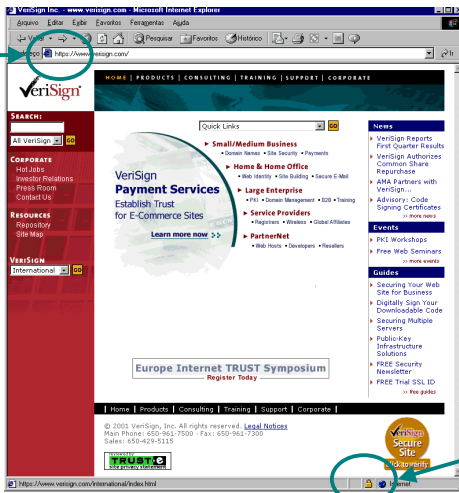 VeriSign Inc. - www.verisign.com - Microsoft Internet Explorer
Arquivo Editar Exibir Favoritos Ferramentas Ajuda
Pesquisar Favoritos Histórico
https://www.verisign.com/
Ir
VeriSign
HOME | PRODUCTS | CONSULTING | TRAINING | SUPPORT | CORPORATE
SEARCH:
All VeriSign GO
CORPORATE
Hot Jobs
Investor Relations
Press Room
Contact Us
RESOURCES
Repository
Site Map
VERISIGN
International GO
VeriSign
Payment Services
Establish Trust
for E-Commerce Sites
Learn more now >>
Quick Links GO
Small/Medium Business
• Domain Names • Site Security • Payments
Home & Home Office
• Web Identity • Site Building • Secure E-Mail
Large Enterprise
• PKI • Domain Management • B2B • Training
Service Providers
• Registrars • Wireless • Global Affiliates
PartnerNet
• Web Hosts • Developers • Resellers
News
VeriSign Reports
First Quarter Results
VeriSign Authorizes
Common Share
Repurchase
AMA Partners with
VeriSign...
Advisory: Code
Signing Certificates
>> more news
Events
PKI Workshops
Free Web Seminars
>> more events
Guides
Securing Your Web
Site for Business
Digitally Sign Your
Downloadable Code
Securing Multiple
Servers
Public-Key
Infrastructure
Solutions
FREE Security
Newsletter
FREE Trial SSL ID
>> free guides
Europe Internet TRUST Symposium
Register Today
| Home | Products | Consulting | Training | Support | Corporate |
© 2001 VeriSign, Inc. All rights reserved. Legal Notices
Main Phone: 650-961-7500 · Fax: 650-961-7300
Sales: 650-429-5115
reviewed by
TRUSTe
site privacy statement
VeriSign
Secure
Site
Click to verify
https://www.verisign.com/international/index.html
Internet